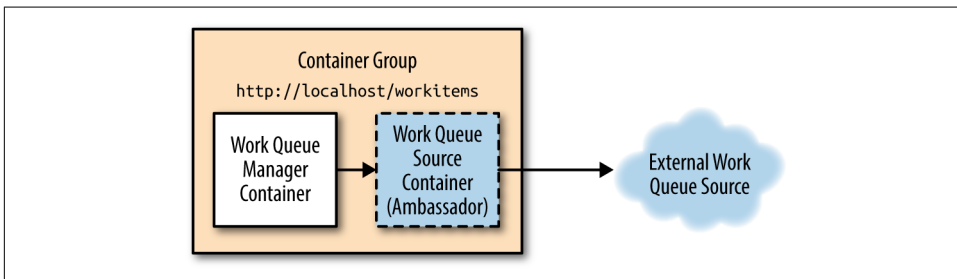 Container Group
http://localhost/workitems
Work Queue
Manager
Container
Work Queue
Source
Container
(Ambassador)
External Work
Queue Source